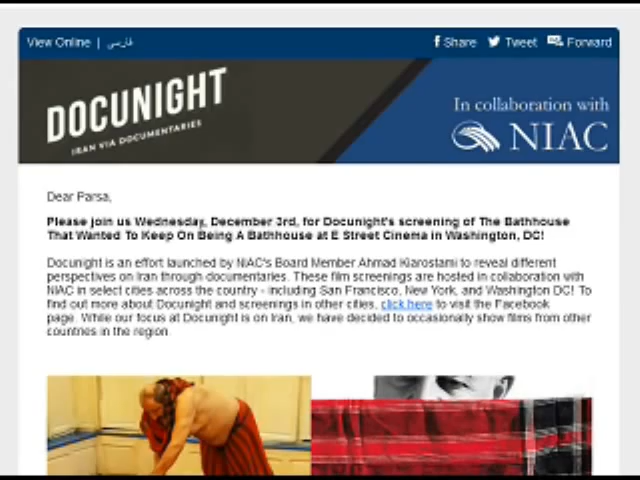 View Online | فارسی
Share Tweet Forward
DOCUNIGHT
IRAN VIA DOCUMENTARIES
In collaboration with
NIAC
Dear Parsa,
Please join us Wednesday, December 3rd, for Docunight's screening of The Bathhouse
That Wanted To Keep On Being A Bathhouse at E Street Cinema in Washington, DC!
Docunight is an effort launched by NIAC's Board Member Ahmad Kiarostami to reveal different
perspectives on Iran through documentaries. These film screenings are hosted in collaboration with
NIAC in select cities across the country - including San Francisco, New York, and Washington DC! To
find out more about Docunight and screenings in other cities, click here to visit the Facebook
page. While our focus at Docunight is on Iran, we have decided to occasionally show films from other
countries in the region.